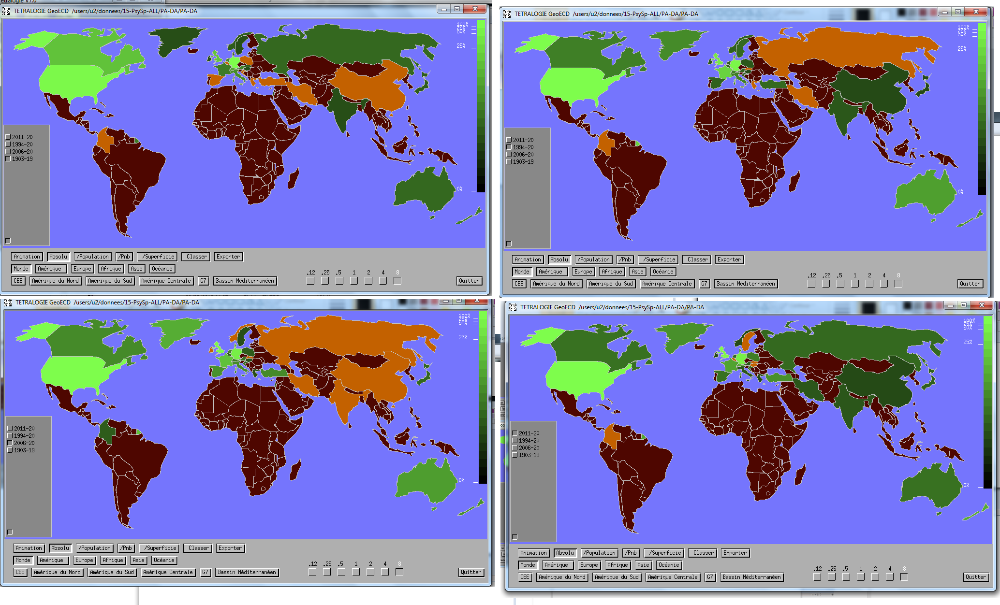 TETRALOGIE GeoECD /users/u2/donnees/15-PsySp-ALL/PA-DA/PA-DA
100%
50%
25%
0%
2011-20
1994-20
2006-20
1903-19
Animation Absolu /Population /Pnb /Superficie Classer Exporter
Monde Amérique Europe Afrique Asie Océanie
.12 .25 .5 1 2 4 8
CEE Amérique du Nord Amérique du Sud Amérique Centrale G7 Bassin Méditerranéen Quitter
TETRALOGIE GeoECD /users/u2/donnees/15-PsySp-ALL/PA-DA/PA-DA
100%
50%
25%
0%
2011-20
1994-20
2006-20
1903-19
Animation Absolu /Population /Pnb /Superficie Classer Exporter
Monde Amérique Europe Afrique Asie Océanie
.12 .25 .5 1 2 4 8
CEE Amérique du Nord Amérique du Sud Amérique Centrale G7 Bassin Méditerranéen Quitter
TETRALOGIE GeoECD /users/u2/donnees/15-PsySp-ALL/PA-DA/PA-DA
100%
50%
25%
0%
2011-20
1994-20
2006-20
1903-19
Animation Absolu /Population /Pnb /Superficie Classer Exporter
Monde Amérique Europe Afrique Asie Océanie
.12 .25 .5 1 2 4 8
CEE Amérique du Nord Amérique du Sud Amérique Centrale G7 Bassin Méditerranéen Quitter
TETRALOGIE GeoECD /users/u2/donnees/15-PsySp-ALL/PA-DA/PA-DA
100%
50%
25%
0%
2011-20
1994-20
2006-20
1903-19
Animation Absolu /Population /Pnb /Superficie Classer Exporter
Monde Amérique Europe Afrique Asie Océanie
.12 .25 .5 1 2 4 8
CEE Amérique du Nord Amérique du Sud Amérique Centrale G7 Bassin Méditerranéen Quitter